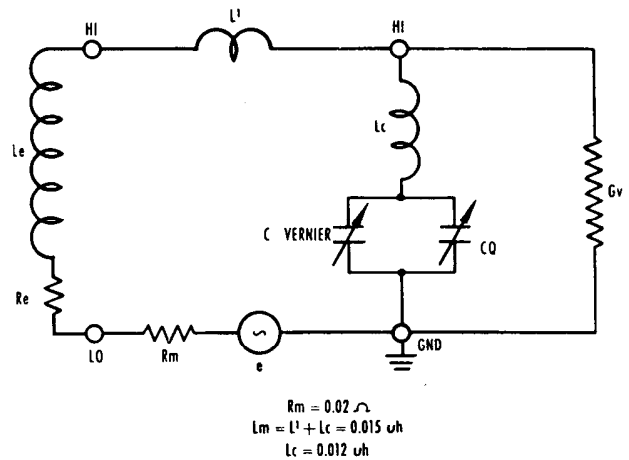 L'
HI
HI
Le
Lc
Gv
C VERNIER
CQ
Re
LO
Rm
e
GND
Rm = 0.02 Ω
Lm = L' + Lc = 0.015 uh
Lc = 0.012 uh